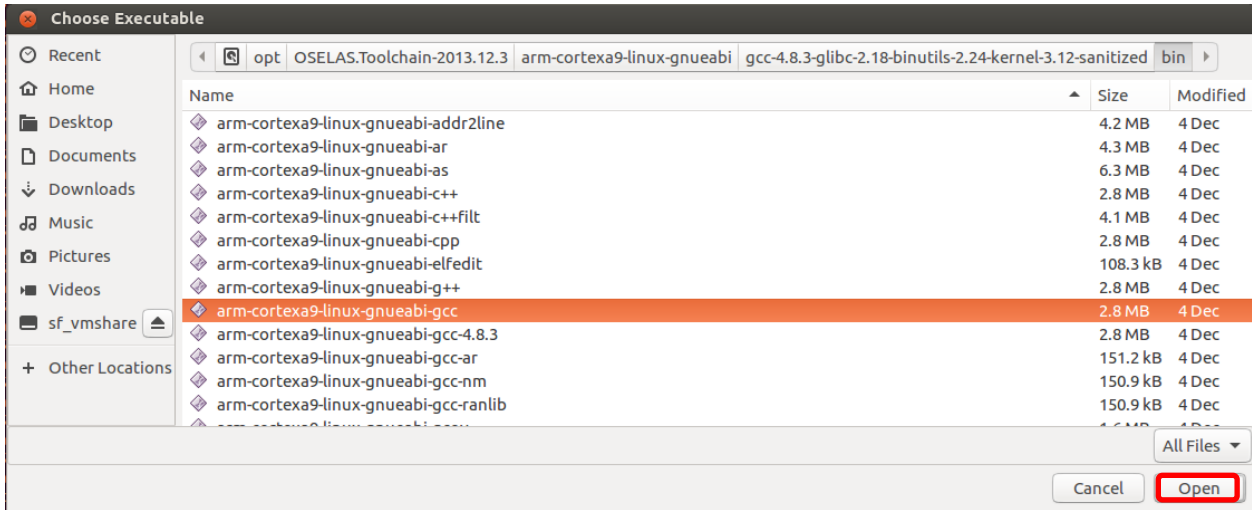 Choose Executable
Recent
Home
Desktop
Documents
Downloads
Music
Pictures
Videos
sf_vmshare
+ Other Locations
opt OSELAS.Toolchain-2013.12.3 arm-cortexa9-linux-gnueabi gcc-4.8.3-glibc-2.18-binutils-2.24-kernel-3.12-sanitized bin
Name Size Modified
arm-cortexa9-linux-gnueabi-addr2line 4.2 MB 4 Dec
arm-cortexa9-linux-gnueabi-ar 4.3 MB 4 Dec
arm-cortexa9-linux-gnueabi-as 6.3 MB 4 Dec
arm-cortexa9-linux-gnueabi-c++ 2.8 MB 4 Dec
arm-cortexa9-linux-gnueabi-c++filt 4.1 MB 4 Dec
arm-cortexa9-linux-gnueabi-cpp 2.8 MB 4 Dec
arm-cortexa9-linux-gnueabi-elfedit 108.3 kB 4 Dec
arm-cortexa9-linux-gnueabi-g++ 2.8 MB 4 Dec
arm-cortexa9-linux-gnueabi-gcc 2.8 MB 4 Dec
arm-cortexa9-linux-gnueabi-gcc-4.8.3 2.8 MB 4 Dec
arm-cortexa9-linux-gnueabi-gcc-ar 151.2 kB 4 Dec
arm-cortexa9-linux-gnueabi-gcc-nm 150.9 kB 4 Dec
arm-cortexa9-linux-gnueabi-gcc-ranlib 150.9 kB 4 Dec
All Files
Cancel Open